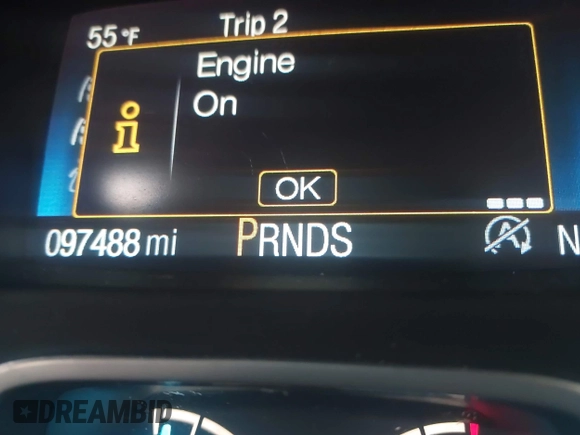 55°F Trip 2
Engine
On
OK
097488 mi PRNDS A N
DREAMBID